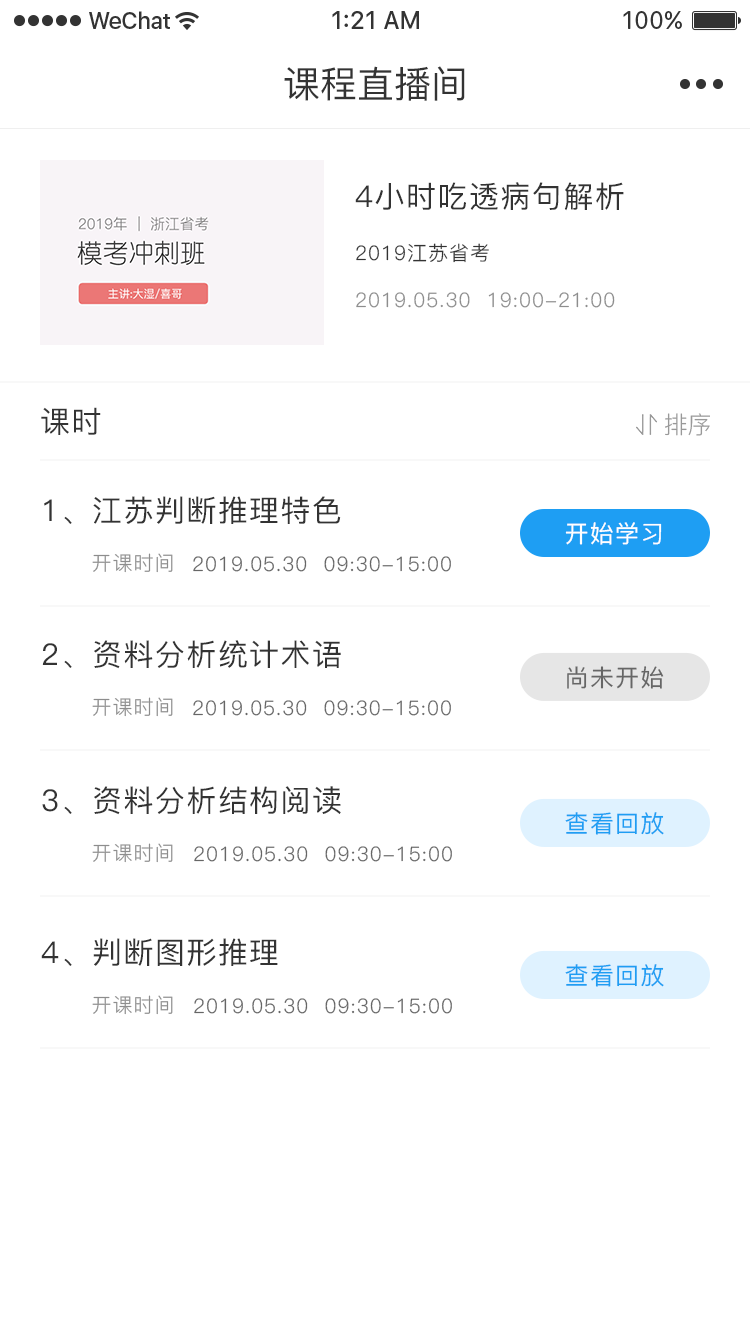 WeChat 1:21 AM 100%
课程直播间
2019年 | 浙江省考
模考冲刺班
主讲:大湿/喜哥
4小时吃透病句解析
2019江苏省考
2019.05.30 19:00-21:00
课时 排序
1、江苏判断推理特色
开课时间 2019.05.30 09:30-15:00
开始学习
2、资料分析统计术语
开课时间 2019.05.30 09:30-15:00
尚未开始
3、资料分析结构阅读
开课时间 2019.05.30 09:30-15:00
查看回放
4、判断图形推理
开课时间 2019.05.30 09:30-15:00
查看回放